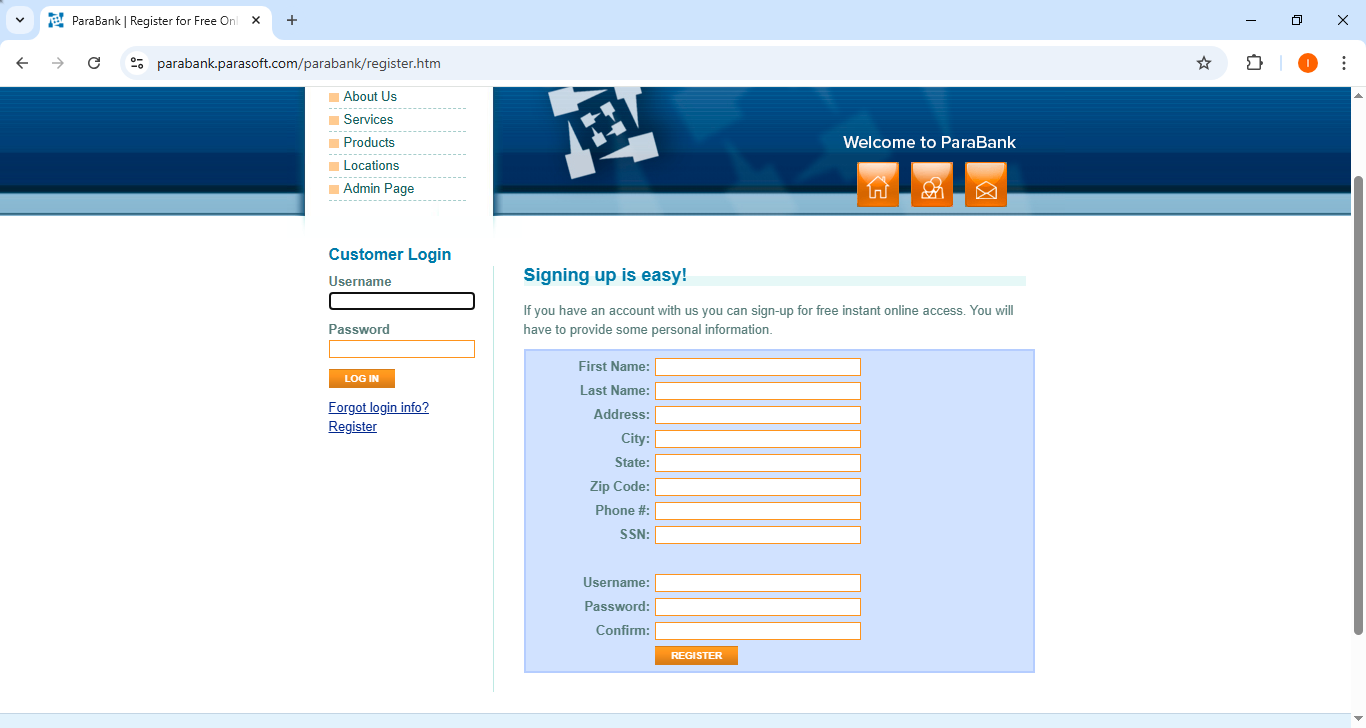 ParaBank | Register for Free Onl
parabank.parasoft.com/parabank/register.htm
I
About Us
Services
Products
Locations
Admin Page
Welcome to ParaBank
Customer Login
Username
Password
LOG IN
Forgot login info?
Register
Signing up is easy!
If you have an account with us you can sign-up for free instant online access. You will
have to provide some personal information.
First Name:
Last Name:
Address:
City:
State:
Zip Code:
Phone #:
SSN:
Username:
Password:
Confirm:
REGISTER